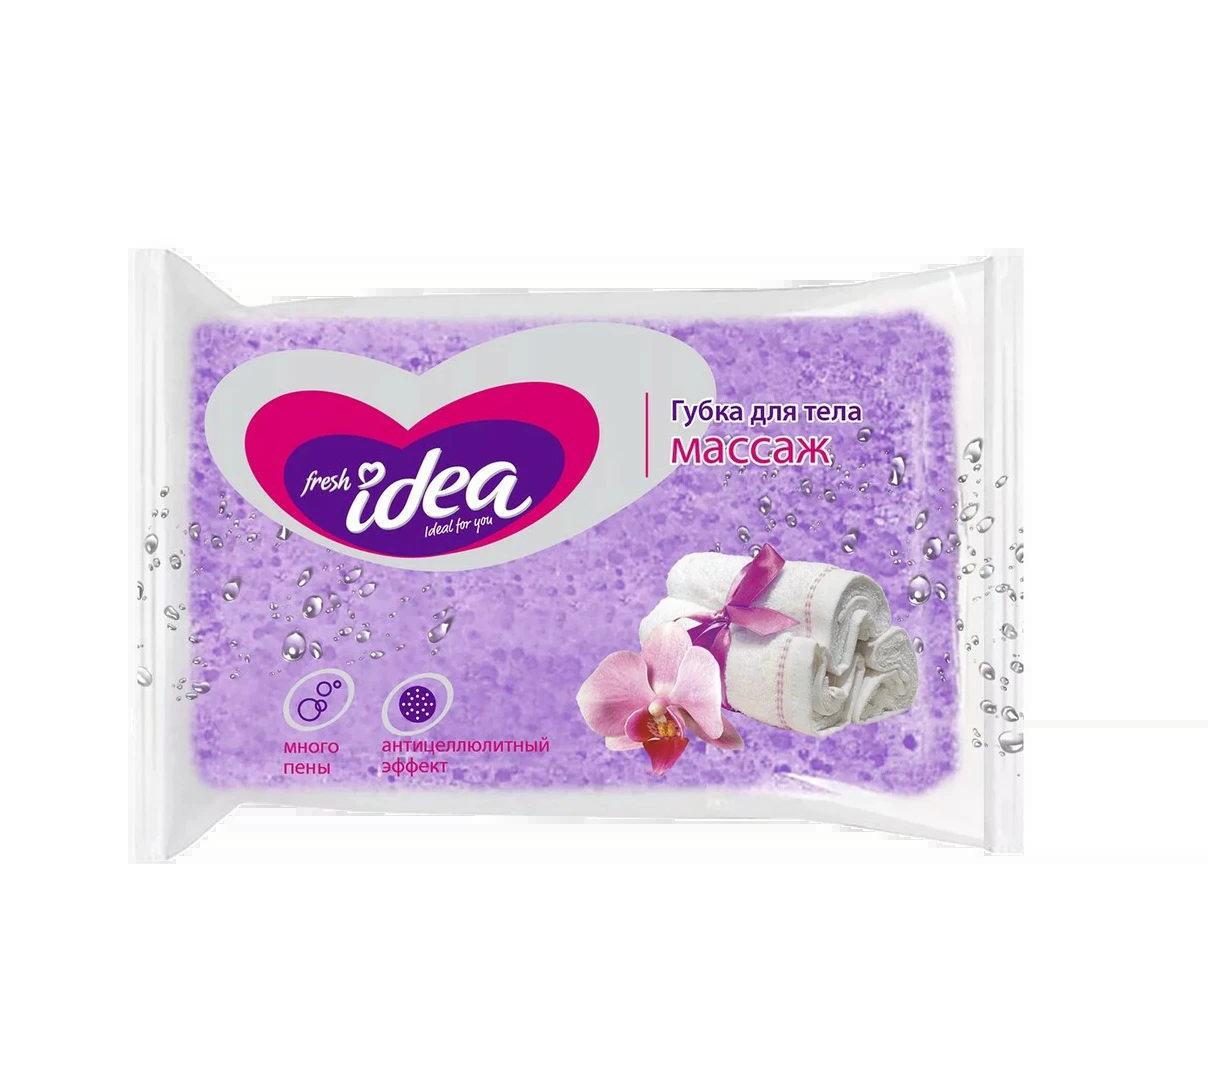 fresh idea
Ideal for you
Губка для тела
массаж
много
пены
антицеллюлитный
эффект